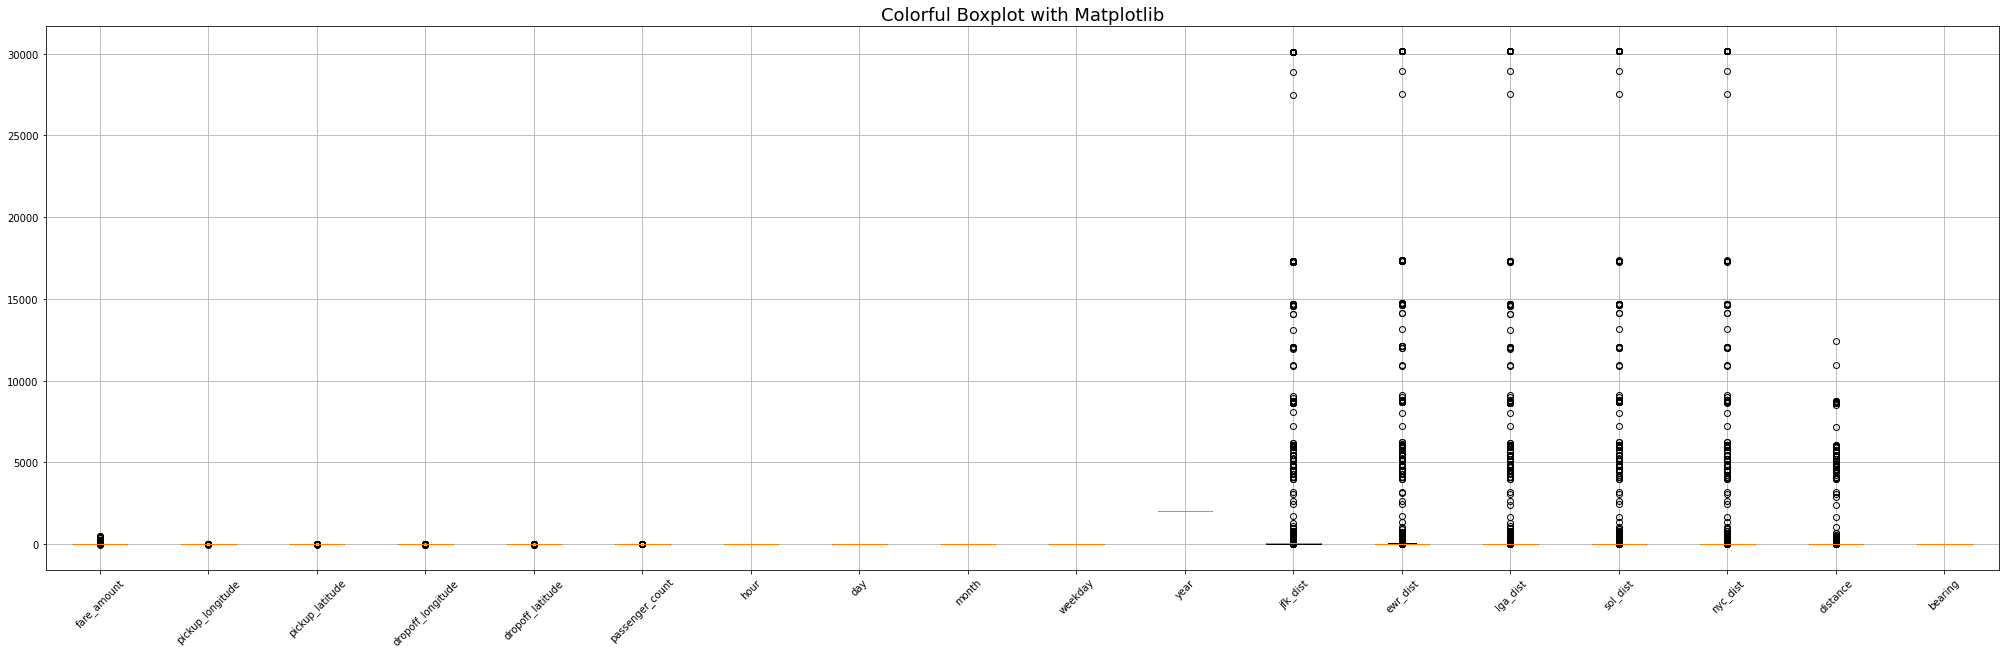 Colorful Boxplot with Matplotlib
30000
25000
20000
15000
10000
5000
0
fare_amount
pickup_longitude
pickup_latitude
dropoff_longitude
dropoff_latitude
passenger_count
hour
day
month
weekday
year
jfk_dist
ewr_dist
lga_dist
sol_dist
nyc_dist
distance
bearing